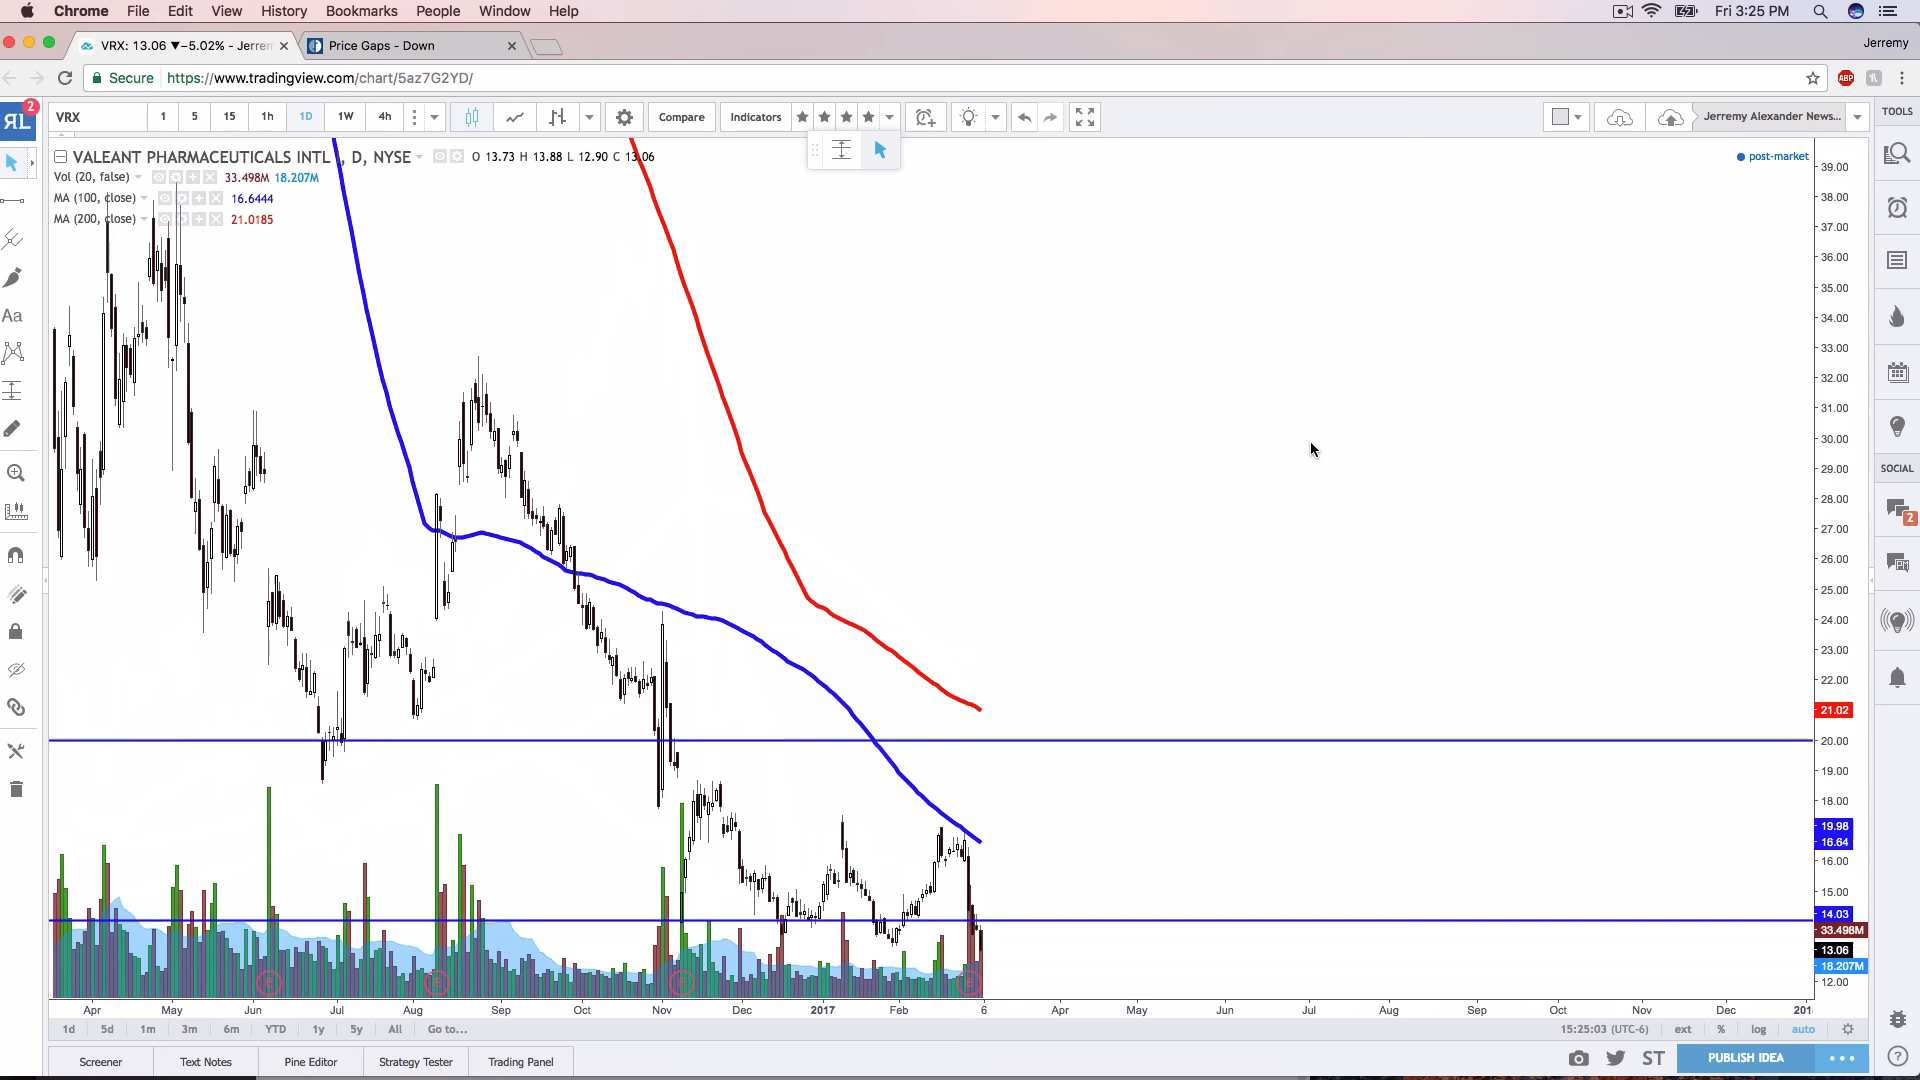 Chrome File Edit View History Bookmarks People Window Help Fri 3:25 PM
VRX: 13.06 ▼−5.02% - Jerrer Price Gaps - Down Jerremy
Secure https://www.tradingview.com/chart/5az7G2YD/ ABP
2
VRX 1 5 15 1h 1D 1W 4h Compare Indicators Jerremy Alexander News... TOOLS
VALEANT PHARMACEUTICALS INTL , D, NYSE O 13.73 H 13.88 L 12.90 C 13.06 post-market
Vol (20, false) 33.498M 18.207M
MA (100, close) 16.6444
MA (200, close) 21.0185
Aa
39.00
38.00
37.00
36.00
35.00
34.00
33.00
32.00
31.00
30.00
29.00
28.00
27.00
26.00
25.00
24.00
23.00
22.00
21.02
20.00
19.00
18.00
19.98
16.64
16.00
15.00
14.03
33.498M
13.06
18.207M
12.00
SOCIAL
2
E E E E
Apr May Jun Jul Aug Sep Oct Nov Dec 2017 Feb 6 Apr May Jun Jul Aug Sep Oct Nov Dec 201
1d 5d 1m 3m 6m YTD 1y 5y All Go to... 15:25:03 (UTC-6) ext % log auto
Screener Text Notes Pine Editor Strategy Tester Trading Panel ST PUBLISH IDEA